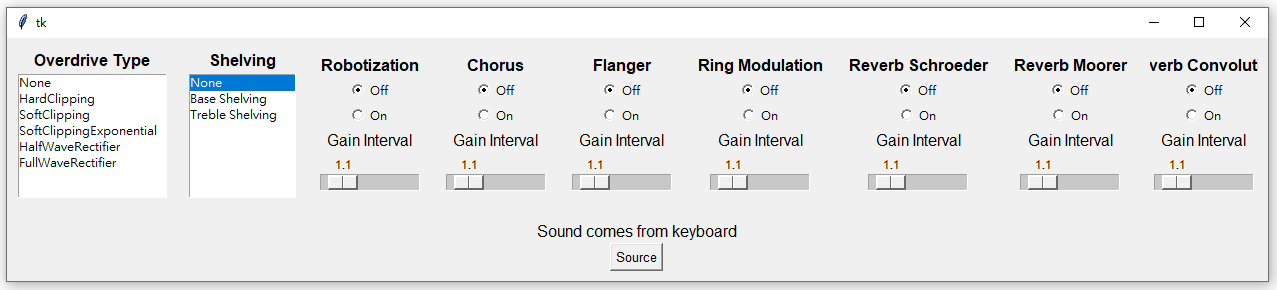 tk
Overdrive Type
None
HardClipping
SoftClipping
SoftClippingExponential
HalfWaveRectifier
FullWaveRectifier
Shelving
None
Base Shelving
Treble Shelving
Robotization
Off
On
Gain Interval
1.1
Chorus
Off
On
Gain Interval
1.1
Flanger
Off
On
Gain Interval
1.1
Ring Modulation
Off
On
Gain Interval
1.1
Reverb Schroeder
Off
On
Gain Interval
1.1
Reverb Moorer
Off
On
Gain Interval
1.1
verb Convolut
Off
On
Gain Interval
1.1
Sound comes from keyboard
Source